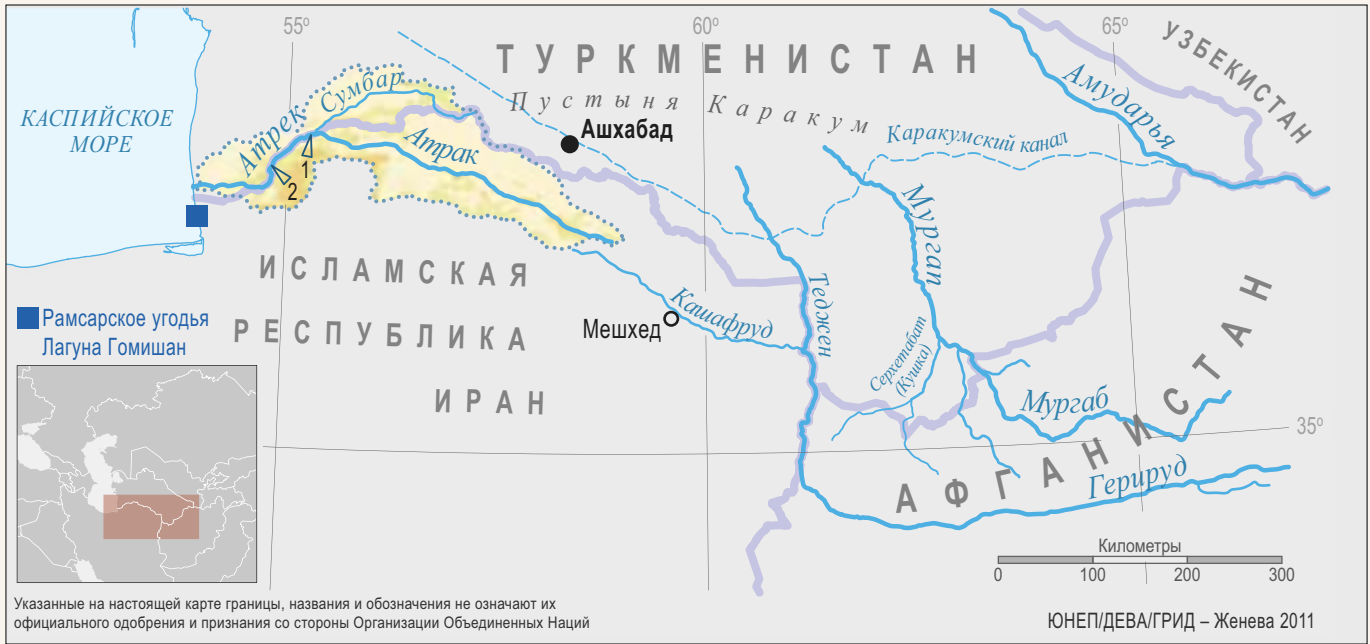 55º
60º
65º
ТУРКМЕНИСТАН
УЗБЕКИСТАН
КАСПИЙСКОЕ
МОРЕ
Атрек
Сумбар
Пустыня Каракум
Ашхабад
Амударья
Каракумский канал
Атрак
1
2
Мургап
ИСЛАМСКАЯ
РЕСПУБЛИКА
ИРАН
Теджен
Кашафруд
Мешхед
Серхетабат
(Кушка)
Рамсарское угодья
Лагуна Гомишан
Мургаб
35º
АФГАНИСТАН
Герируд
Километры
0 100 200 300
Указанные на настоящей карте границы, названия и обозначения не означают их
официального одобрения и признания со стороны Организации Объединенных Наций
ЮНЕП/ДЕВА/ГРИД – Женева 2011